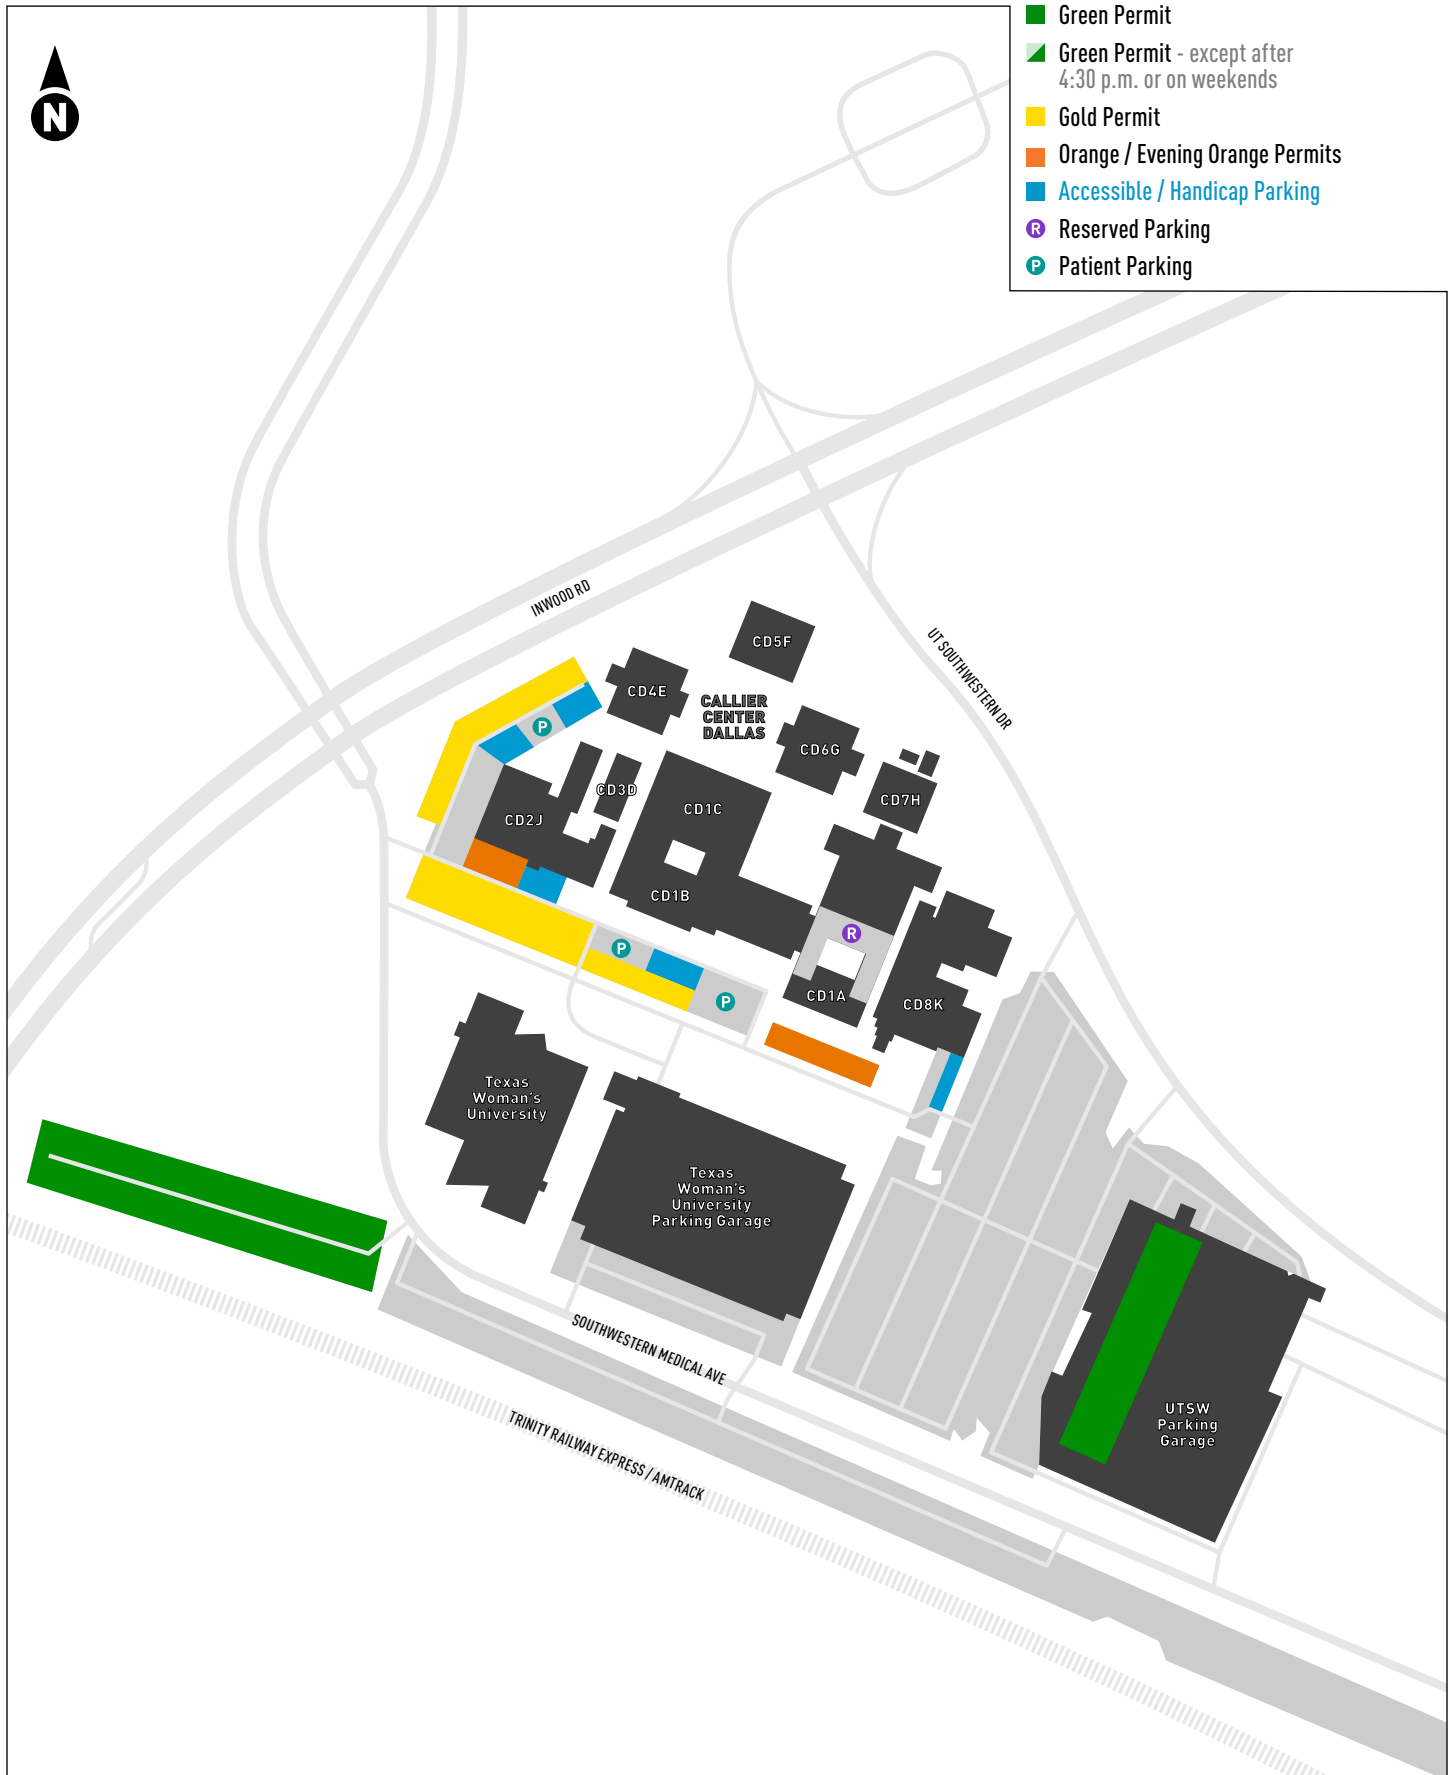 Green Permit
Green Permit - except after
4:30 p.m. or on weekends
Gold Permit
Orange / Evening Orange Permits
Accessible / Handicap Parking
R Reserved Parking
P Patient Parking
N
INWOOD RD
UT SOUTHWESTERN DR
CD5F
CD4E
CALLIER
CENTER
DALLAS
P
CD6G
CD3D
CD7H
CD1C
CD2J
CD1B
R
P
CD1A
P
CD8K
Texas
Woman's
University
Texas
Woman's
University
Parking Garage
SOUTHWESTERN MEDICAL AVE
UTSW
Parking
Garage
TRINITY RAILWAY EXPRESS / AMTRACK